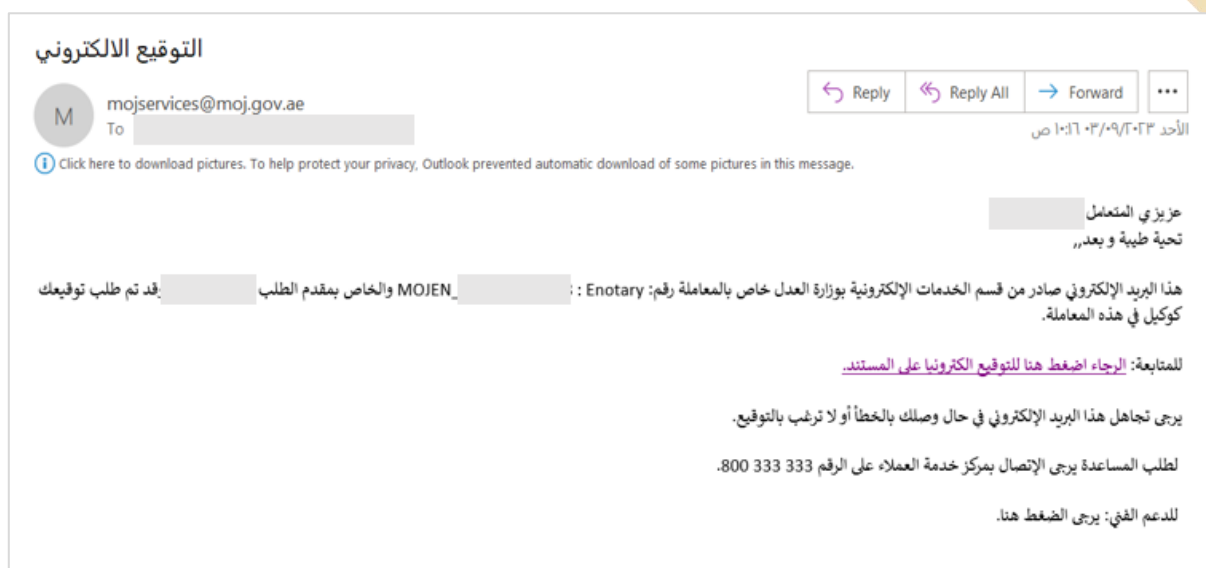 التوقيع الالكتروني
M
mojservices@moj.gov.ae
To
Reply
Reply All
Forward
...
الأحد ٠٣/٠٩/٢٠٢٣ ١٠:١٦ ص
Click here to download pictures. To help protect your privacy, Outlook prevented automatic download of some pictures in this message.
عزيزي المتعامل
تحية طيبة و بعد,,
هذا البريد الإلكتروني صادر من قسم الخدمات الإلكترونية بوزارة العدل خاص بالمعاملة رقم: Enotary : MOJEN_ والخاص بمقدم الطلب وقد تم طلب توقيعك
كوكيل في هذه المعاملة.
للمتابعة: الرجاء اضغط هنا للتوقيع الكترونيا على المستند..
يرجى تجاهل هذا البريد الإلكتروني في حال وصلك بالخطأ أو لا ترغب بالتوقيع.
لطلب المساعدة يرجى الإتصال بمركز خدمة العملاء على الرقم 333 333 800.
للدعم الفني: يرجى الضغط هنا.